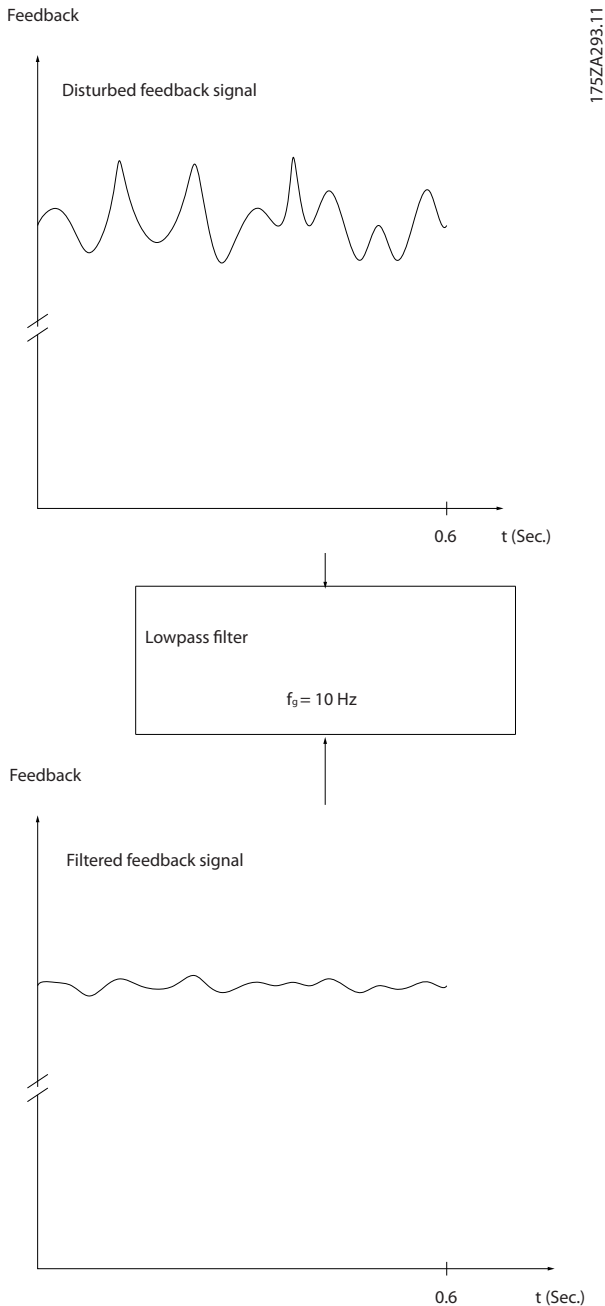 Feedback
175ZA293.11
Disturbed feedback signal
0.6
t (Sec.)
Lowpass filter
fg = 10 Hz
Feedback
Filtered feedback signal
0.6
t (Sec.)